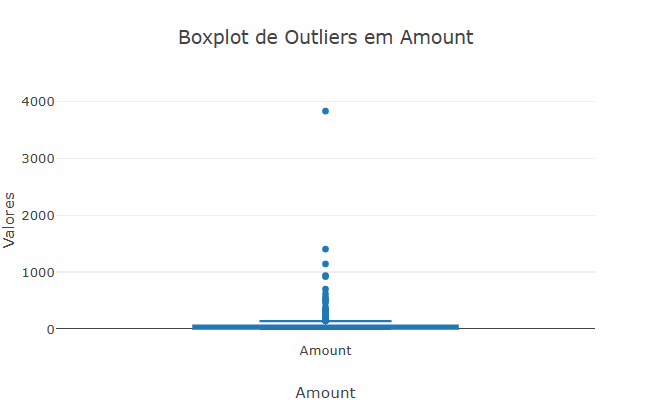 Boxplot de Outliers em Amount
4000
3000
2000
1000
0
Valores
Amount
Amount